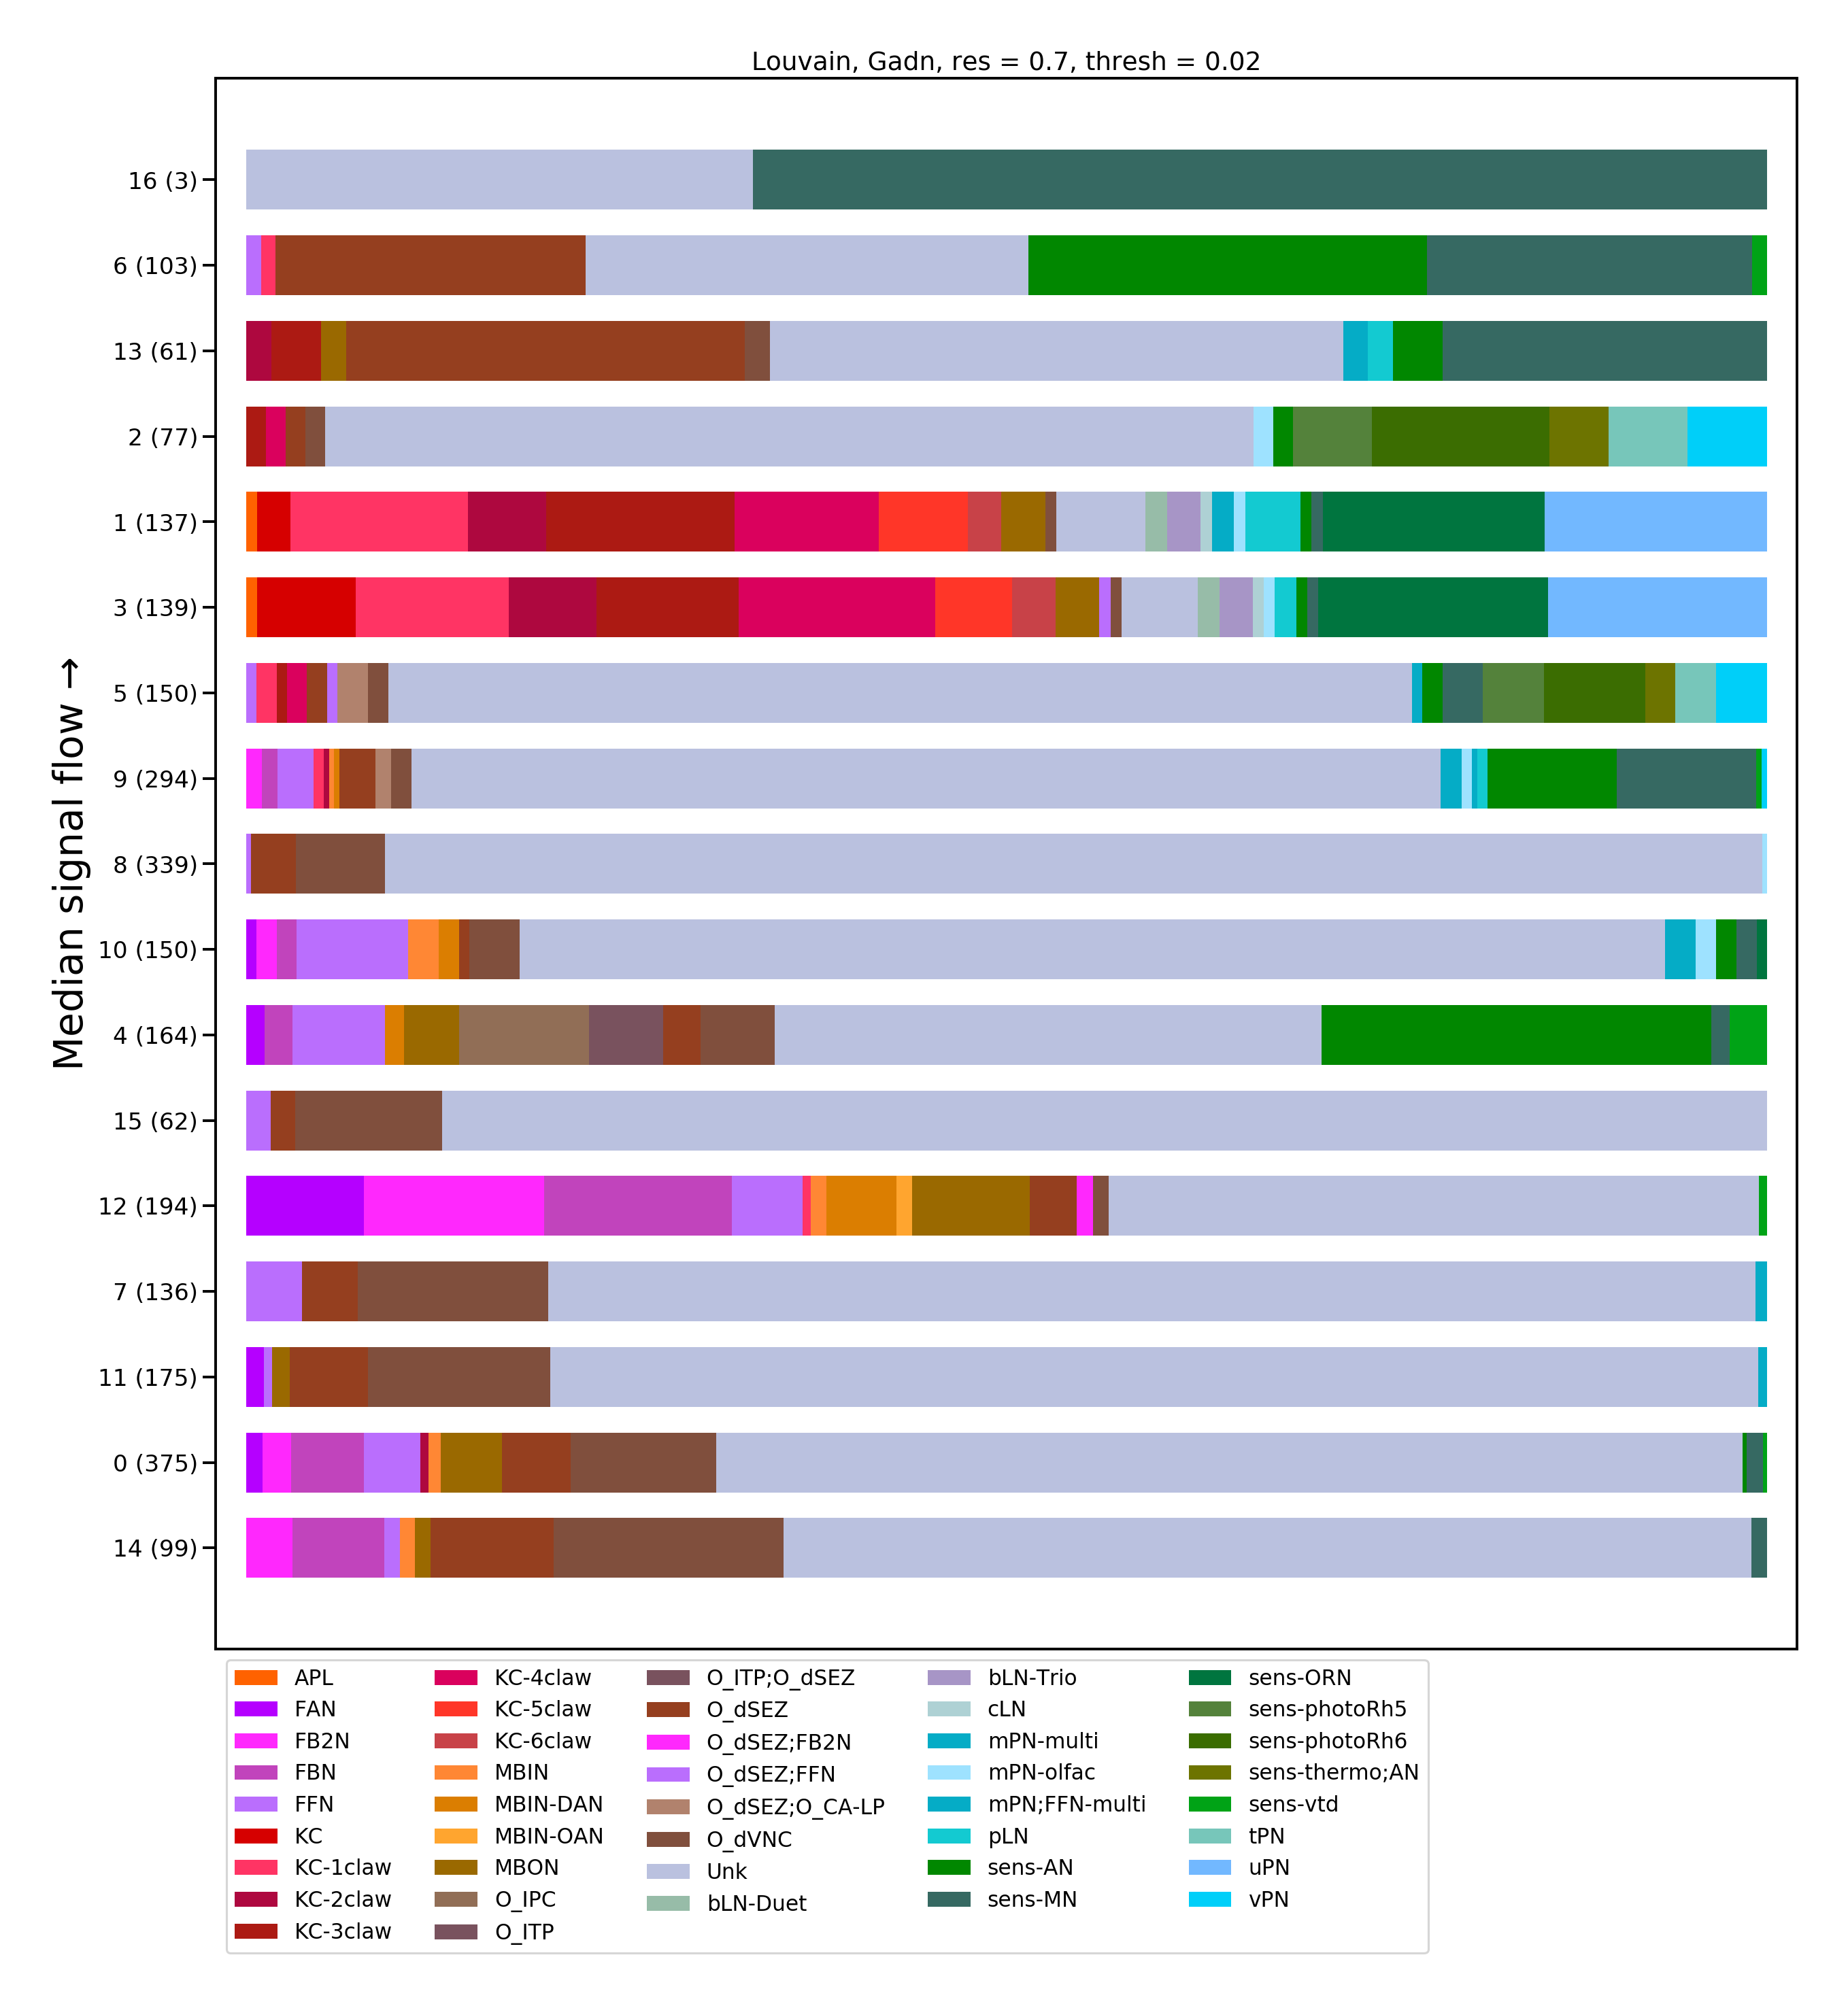 Louvain, Gadn, res = 0.7, thresh = 0.02
Median signal flow →
16 (3)
6 (103)
13 (61)
2 (77)
1 (137)
3 (139)
5 (150)
9 (294)
8 (339)
10 (150)
4 (164)
15 (62)
12 (194)
7 (136)
11 (175)
0 (375)
14 (99)
APL
FAN
FB2N
FBN
FFN
KC
KC-1claw
KC-2claw
KC-3claw
KC-4claw
KC-5claw
KC-6claw
MBIN
MBIN-DAN
MBIN-OAN
MBON
O_IPC
O_ITP
O_ITP;O_dSEZ
O_dSEZ
O_dSEZ;FB2N
O_dSEZ;FFN
O_dSEZ;O_CA-LP
O_dVNC
Unk
bLN-Duet
bLN-Trio
cLN
mPN-multi
mPN-olfac
mPN;FFN-multi
pLN
sens-AN
sens-MN
sens-ORN
sens-photoRh5
sens-photoRh6
sens-thermo;AN
sens-vtd
tPN
uPN
vPN